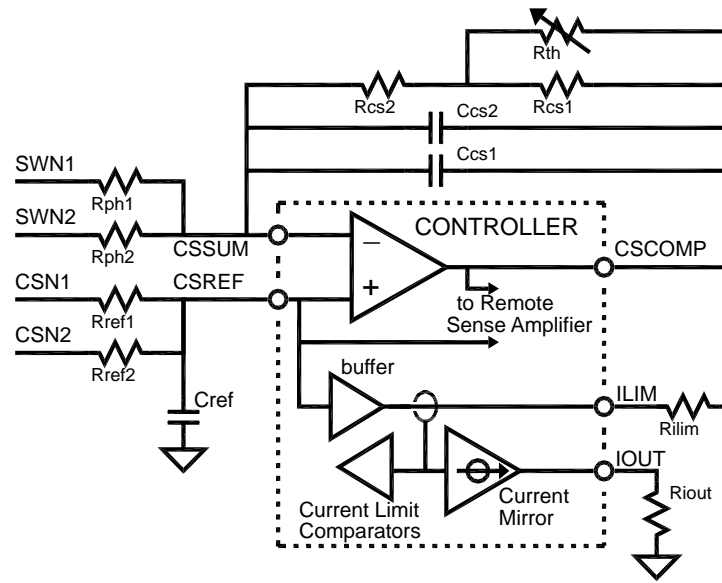 Rth
Rcs2
Rcs1
Ccs2
Ccs1
SWN1
Rph1
SWN2
Rph2
CSSUM
CONTROLLER
CSCOMP
CSN1
CSREF
Rref1
CSN2
Rref2
to Remote
Sense Amplifier
buffer
Cref
ILIM
Rilim
IOUT
Riout
Current Limit
Comparators
Current
Mirror